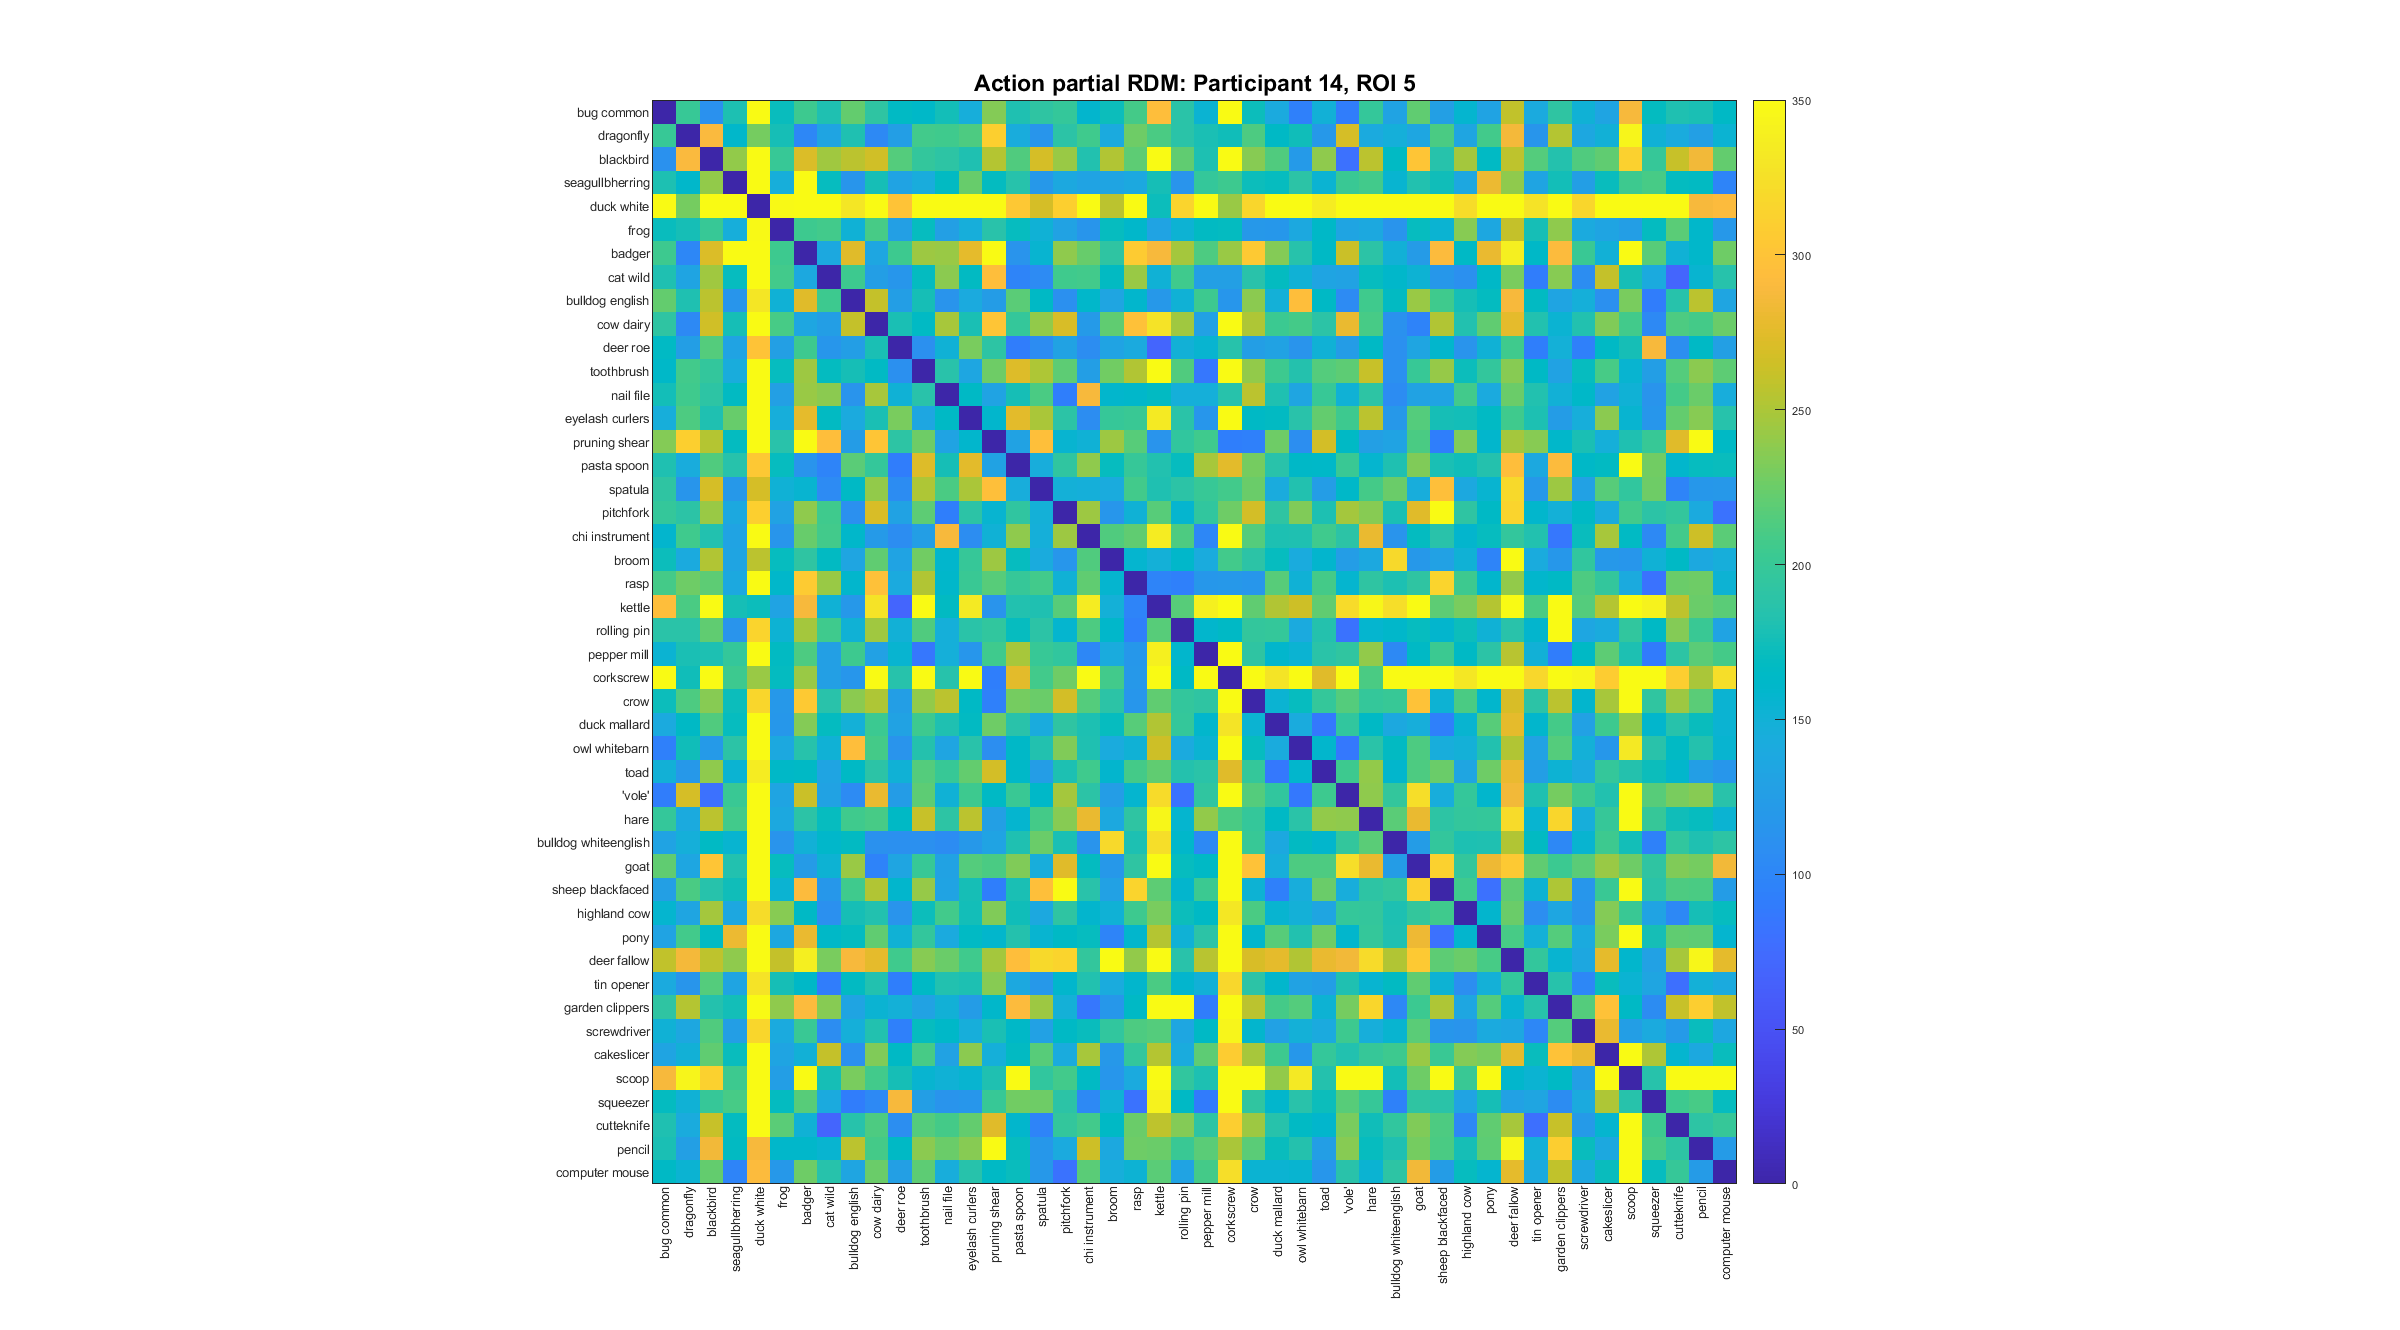 Action partial RDM: Participant 14, ROI 5
bug common
dragonfly
blackbird
seagullbherring
duck white
frog
badger
cat wild
bulldog english
cow dairy
deer roe
toothbrush
nail file
eyelash curlers
pruning shear
pasta spoon
spatula
pitchfork
chi instrument
broom
rasp
kettle
rolling pin
pepper mill
corkscrew
crow
duck mallard
owl whitebarn
toad
'vole'
hare
bulldog whiteenglish
goat
sheep blackfaced
highland cow
pony
deer fallow
tin opener
garden clippers
screwdriver
cakeslicer
scoop
squeezer
cutteknife
pencil
computer mouse
bug common
dragonfly
blackbird
seagullbherring
duck white
frog
badger
cat wild
bulldog english
cow dairy
deer roe
toothbrush
nail file
eyelash curlers
pruning shear
pasta spoon
spatula
pitchfork
chi instrument
broom
rasp
kettle
rolling pin
pepper mill
corkscrew
crow
duck mallard
owl whitebarn
toad
'vole'
hare
bulldog whiteenglish
goat
sheep blackfaced
highland cow
pony
deer fallow
tin opener
garden clippers
screwdriver
cakeslicer
scoop
squeezer
cutteknife
pencil
computer mouse
350
300
250
200
150
100
50
0